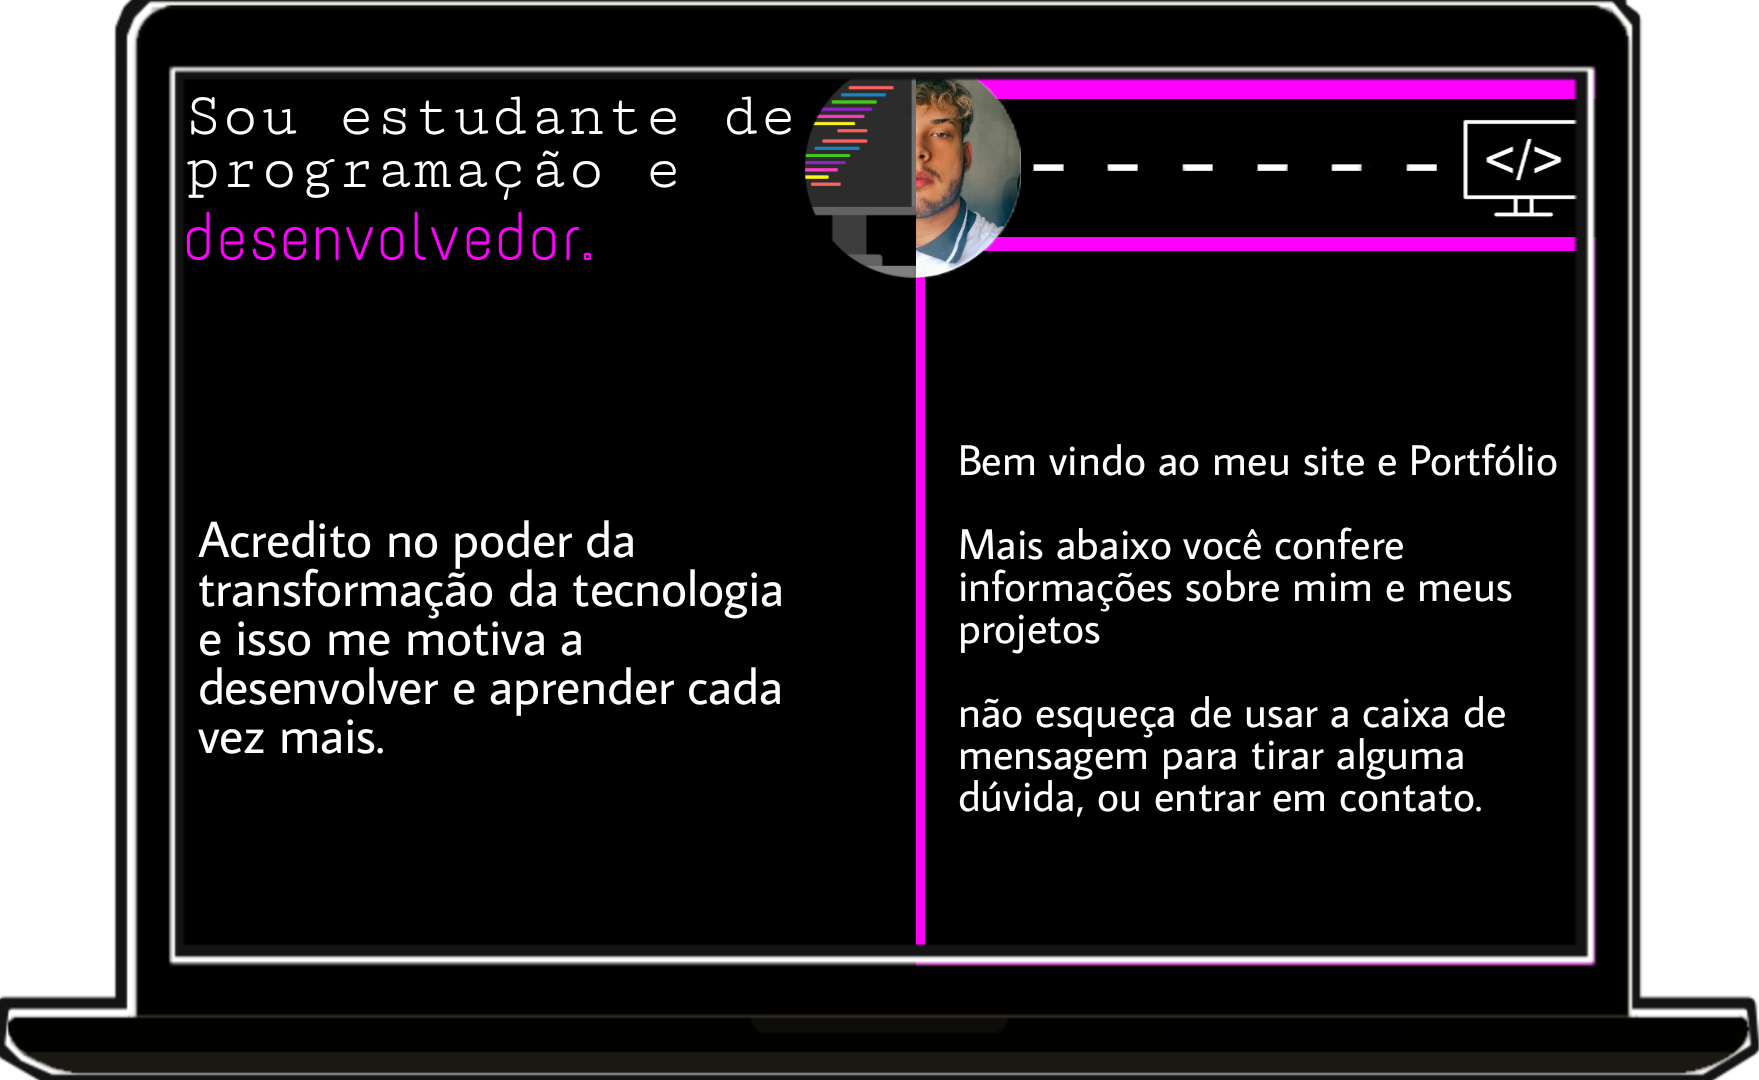 Sou estudante de
programação e
desenvolvedor.
</>
Acredito no poder da
transformação da tecnologia
e isso me motiva a
desenvolver e aprender cada
vez mais.
Bem vindo ao meu site e Portfólio
Mais abaixo você confere
informações sobre mim e meus
projetos
não esqueça de usar a caixa de
mensagem para tirar alguma
dúvida, ou entrar em contato.